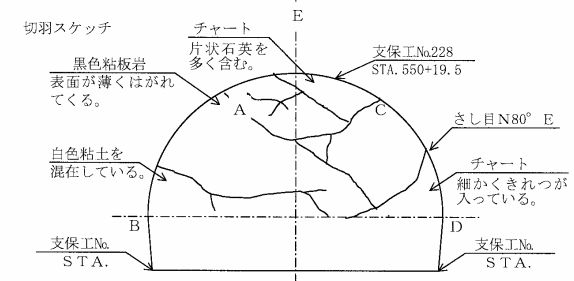 E
切羽スケッチ
チャート
片状石英を
多く含む。
支保工No.228
STA.550+19.5
黒色粘板岩
表面が薄くはがれ
てくる。
A
C
さし目N80°E
白色粘土を
混在している。
チャート
細かくきれつが
入っている。
B
D
支保工No.
STA.
支保工No.
STA.